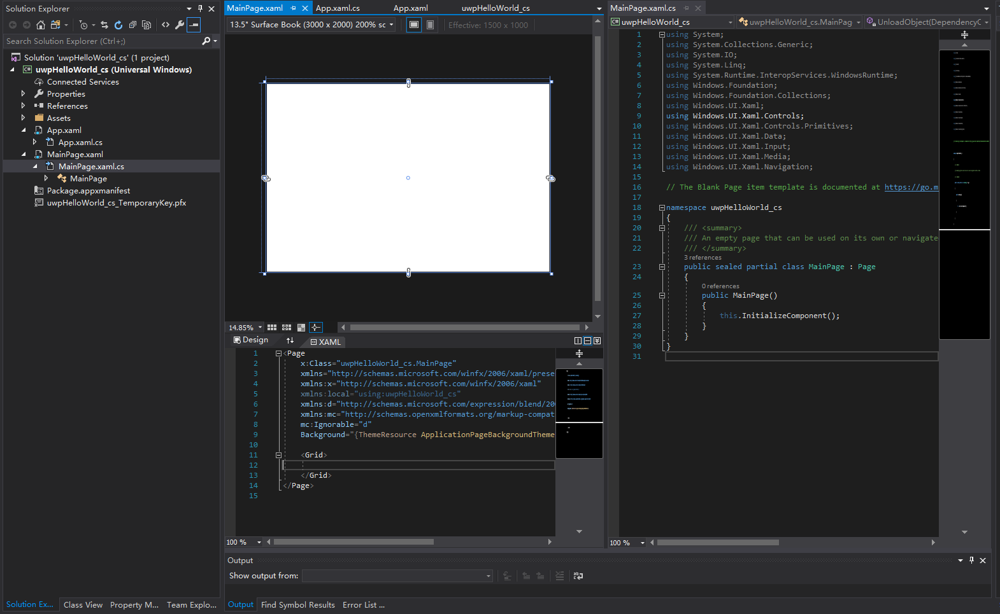 Solution Explorer
Search Solution Explorer (Ctrl+;)
Solution 'uwpHelloWorld_cs' (1 project)
uwpHelloWorld_cs (Universal Windows)
Connected Services
Properties
References
Assets
App.xaml
App.xaml.cs
MainPage.xaml
MainPage.xaml.cs
MainPage
Package.appxmanifest
uwpHelloWorld_cs_TemporaryKey.pfx
Solution Ex...
Class View
Property M...
Team Explo...
MainPage.xaml
App.xaml.cs
App.xaml
uwpHelloWorld_cs
13.5" Surface Book (3000 x 2000) 200% sc
Effective: 1500 x 1000
14.85%
Design
XAML
1 <Page
2 x:Class="uwpHelloWorld_cs.MainPage"
3 xmlns="http://schemas.microsoft.com/winfx/2006/xaml/prese
4 xmlns:x="http://schemas.microsoft.com/winfx/2006/xaml"
5 xmlns:local="using:uwpHelloWorld_cs"
6 xmlns:d="http://schemas.microsoft.com/expression/blend/20
7 xmlns:mc="http://schemas.openxmlformats.org/markup-compat
8 mc:Ignorable="d"
9 Background="{ThemeResource ApplicationPageBackgroundTheme
10
11 <Grid>
12
13 </Grid>
14 </Page>
15
100 %
MainPage.xaml.cs
C# uwpHelloWorld_cs
uwpHelloWorld_cs.MainPag
UnloadObject(DependencyO
1 using System;
2 using System.Collections.Generic;
3 using System.IO;
4 using System.Linq;
5 using System.Runtime.InteropServices.WindowsRuntime;
6 using Windows.Foundation;
7 using Windows.Foundation.Collections;
8 using Windows.UI.Xaml;
9 using Windows.UI.Xaml.Controls;
10 using Windows.UI.Xaml.Controls.Primitives;
11 using Windows.UI.Xaml.Data;
12 using Windows.UI.Xaml.Input;
13 using Windows.UI.Xaml.Media;
14 using Windows.UI.Xaml.Navigation;
15
16 // The Blank Page item template is documented at https://go.m
17
18 namespace uwpHelloWorld_cs
19 {
20 /// <summary>
21 /// An empty page that can be used on its own or navigate
22 /// </summary>
3 references
23 public sealed partial class MainPage : Page
24 {
0 references
25 public MainPage()
26 {
27 this.InitializeComponent();
28 }
29 }
30 }
31
100 %
Output
Show output from:
Output
Find Symbol Results
Error List ...